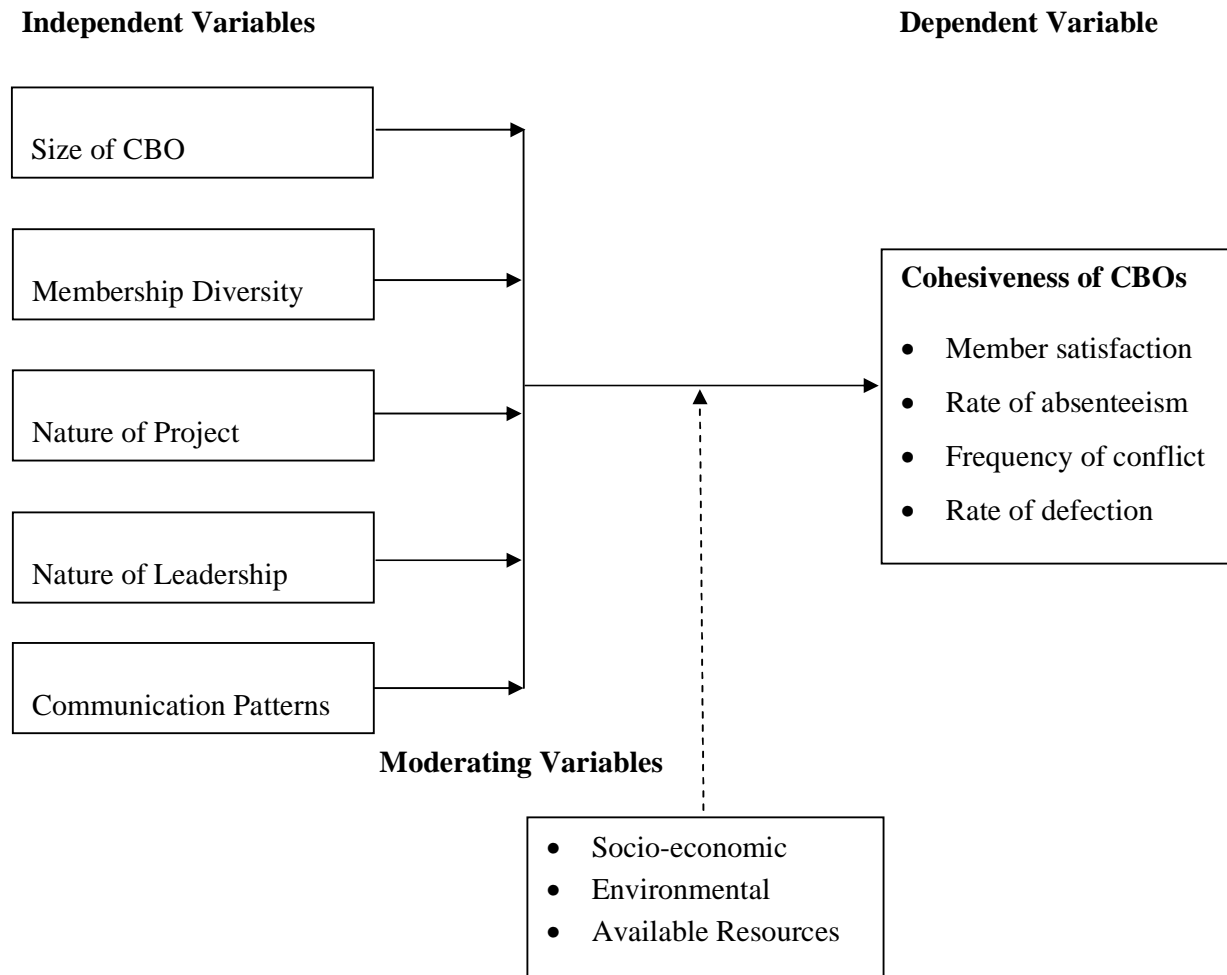 Independent Variables
Dependent Variable
Size of CBO
Membership Diversity
Nature of Project
Nature of Leadership
Communication Patterns
Cohesiveness of CBOs
• Member satisfaction
• Rate of absenteeism
• Frequency of conflict
• Rate of defection
Moderating Variables
• Socio-economic
• Environmental
• Available Resources